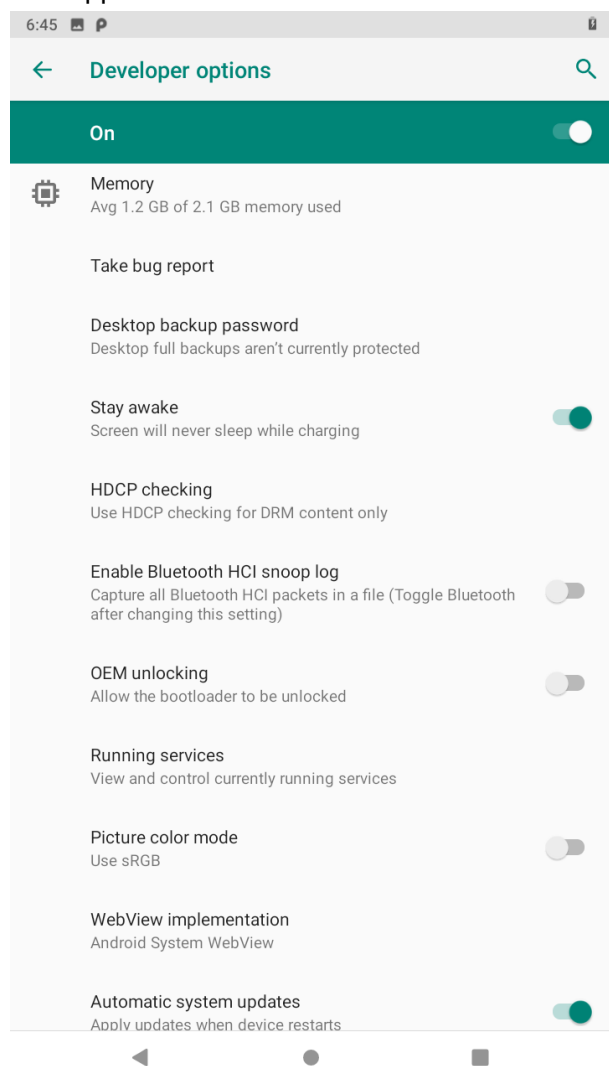 6:45
Developer options
On
Memory
Avg 1.2 GB of 2.1 GB memory used
Take bug report
Desktop backup password
Desktop full backups aren't currently protected
Stay awake
Screen will never sleep while charging
HDCP checking
Use HDCP checking for DRM content only
Enable Bluetooth HCI snoop log
Capture all Bluetooth HCI packets in a file (Toggle Bluetooth
after changing this setting)
OEM unlocking
Allow the bootloader to be unlocked
Running services
View and control currently running services
Picture color mode
Use sRGB
WebView implementation
Android System WebView
Automatic system updates
Apply updates when device restarts